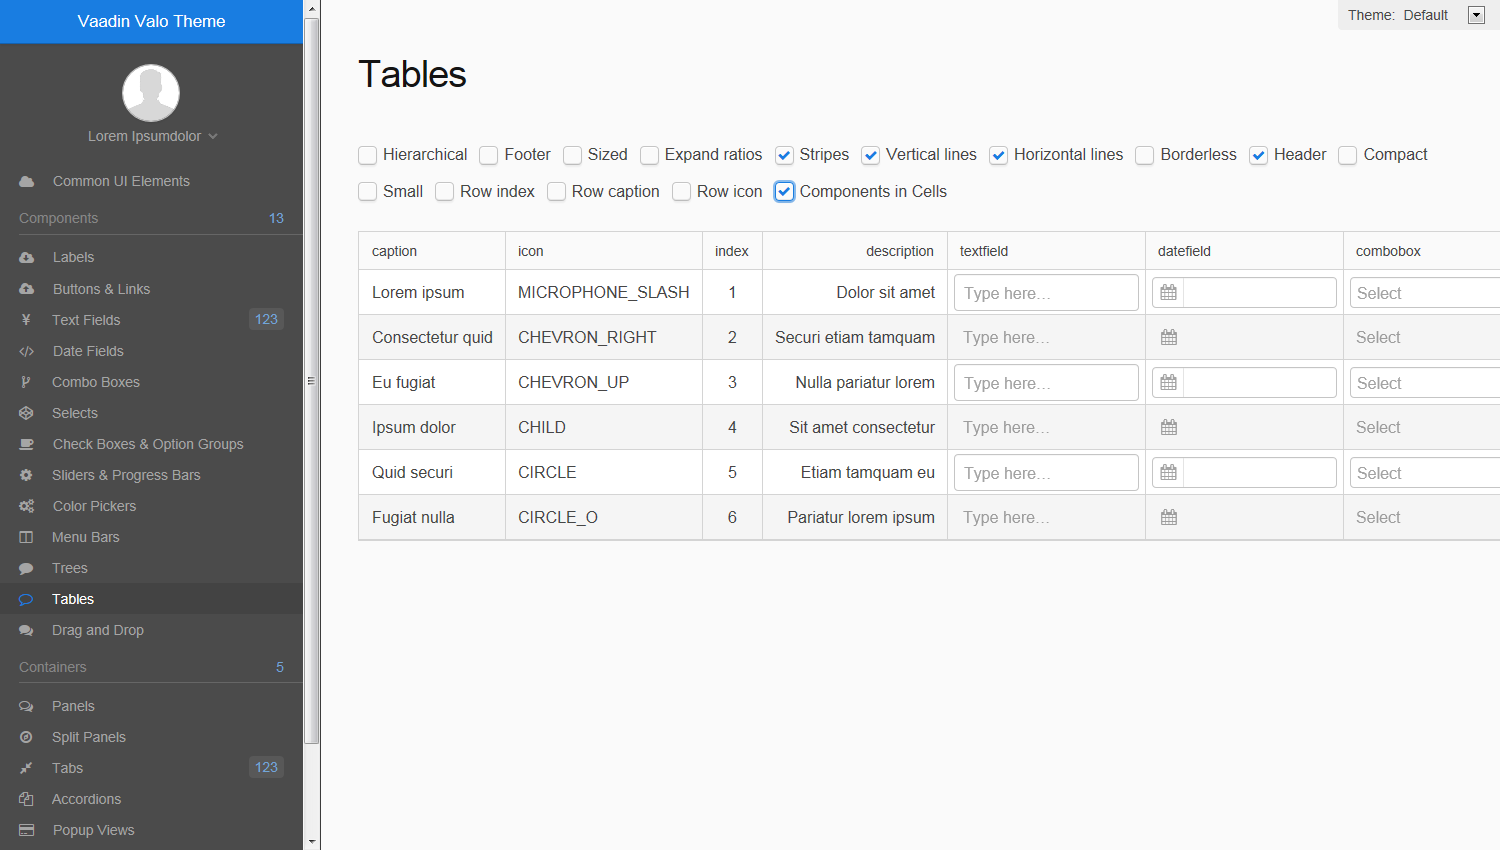 Vaadin Valo Theme
Lorem Ipsumdolor
Common UI Elements
Components 13
Labels
Buttons & Links
Text Fields 123
Date Fields
Combo Boxes
Selects
Check Boxes & Option Groups
Sliders & Progress Bars
Color Pickers
Menu Bars
Trees
Tables
Drag and Drop
Containers 5
Panels
Split Panels
Tabs 123
Accordions
Popup Views
Theme: Default
Tables
Hierarchical Footer Sized Expand ratios Stripes Vertical lines Horizontal lines Borderless Header Compact
Small Row index Row caption Row icon Components in Cells
caption icon index description textfield datefield combobox
Lorem ipsum MICROPHONE_SLASH 1 Dolor sit amet Type here… Select
Consectetur quid CHEVRON_RIGHT 2 Securi etiam tamquam Type here… Select
Eu fugiat CHEVRON_UP 3 Nulla pariatur lorem Type here… Select
Ipsum dolor CHILD 4 Sit amet consectetur Type here… Select
Quid securi CIRCLE 5 Etiam tamquam eu Type here… Select
Fugiat nulla CIRCLE_O 6 Pariatur lorem ipsum Type here… Select